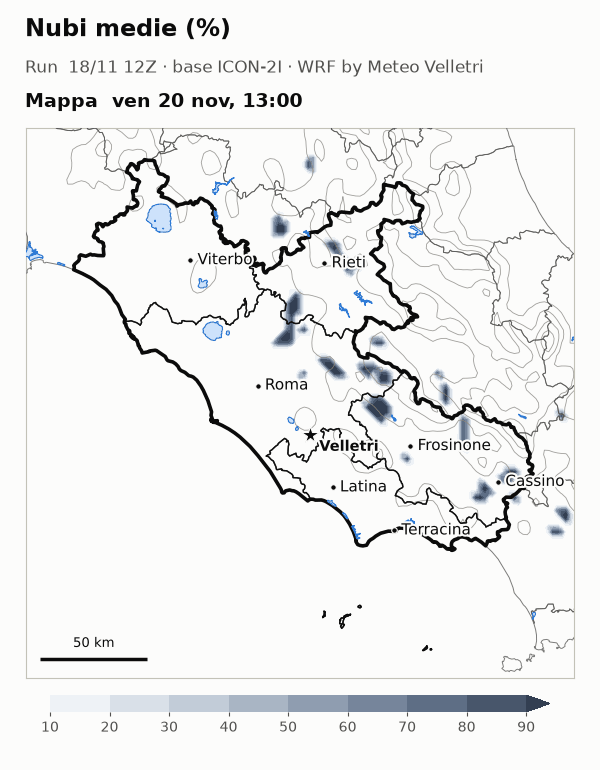 Nubi medie (%)
Run  18/11 12Z · base ICON-2I · WRF by Meteo Velletri
Mappa  ven 20 nov, 13:00
Viterbo
Rieti
Roma
Velletri
Frosinone
Cassino
Latina
Terracina
50 km
10 20 30 40 50 60 70 80 90